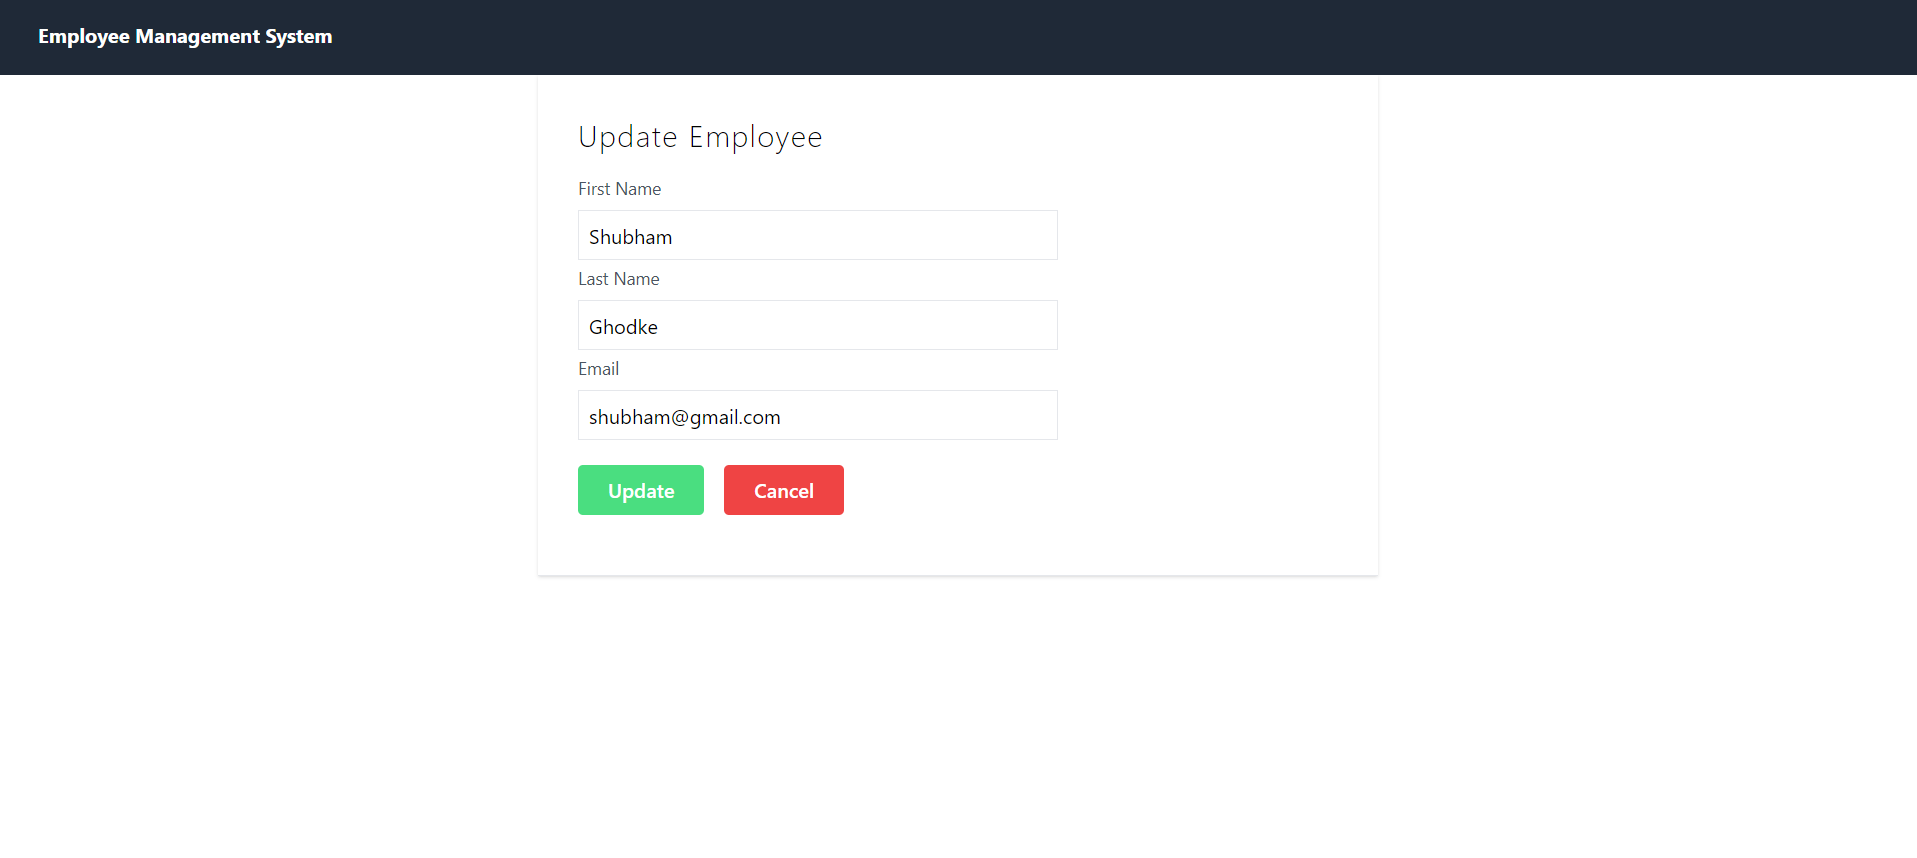 Employee Management System
Update Employee
First Name
Shubham
Last Name
Ghodke
Email
shubham@gmail.com
Update Cancel